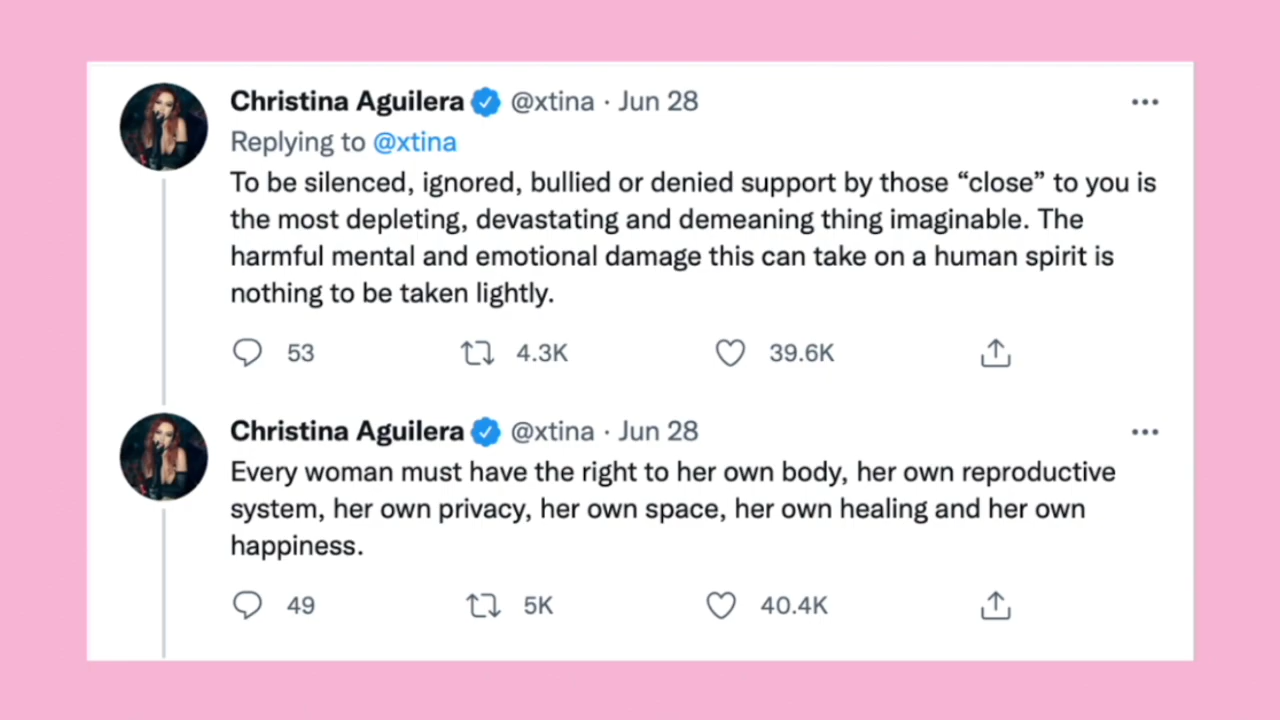 Christina Aguilera @xtina · Jun 28
Replying to @xtina
To be silenced, ignored, bullied or denied support by those “close” to you is
the most depleting, devastating and demeaning thing imaginable. The
harmful mental and emotional damage this can take on a human spirit is
nothing to be taken lightly.
53 4.3K 39.6K
Christina Aguilera @xtina · Jun 28
Every woman must have the right to her own body, her own reproductive
system, her own privacy, her own space, her own healing and her own
happiness.
49 5K 40.4K